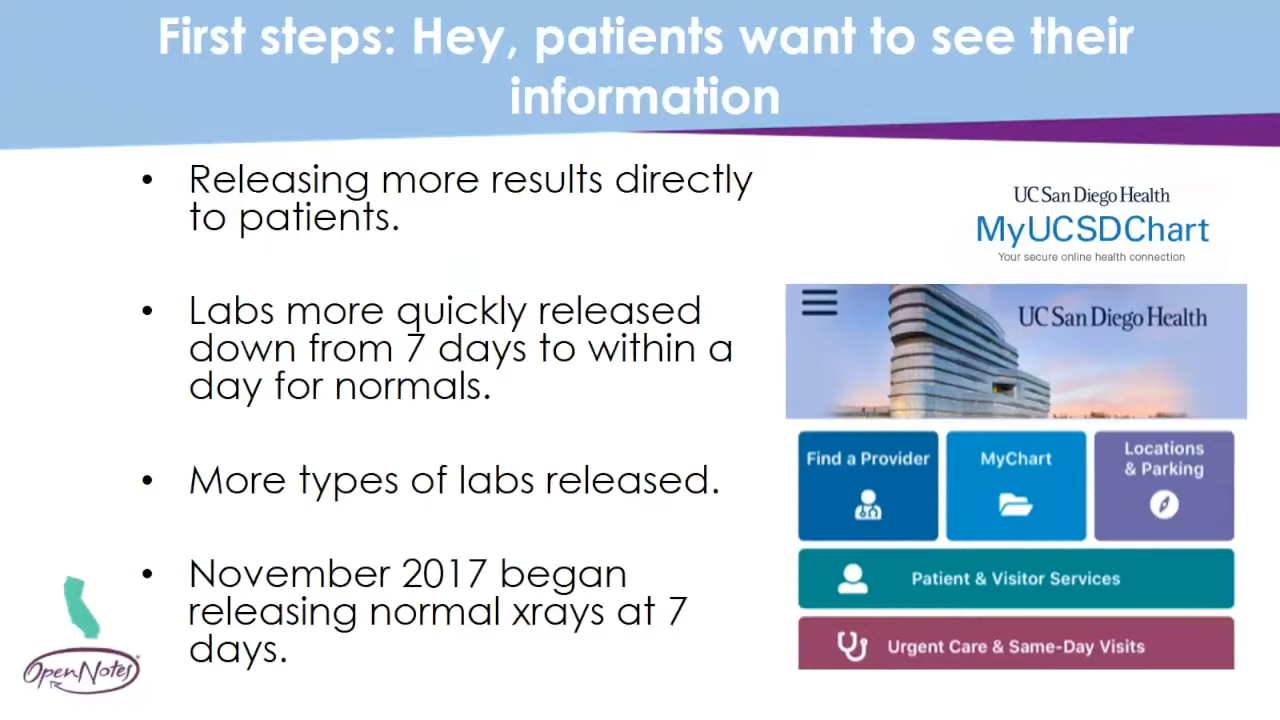 First steps: Hey, patients want to see their
information
• Releasing more results directly
to patients.
• Labs more quickly released
down from 7 days to within a
day for normals.
• More types of labs released.
• November 2017 began
releasing normal xrays at 7
days.
UC San Diego Health
MyUCSDChart
Your secure online health connection
UC San Diego Health
Find a Provider
MyChart
Locations
& Parking
Patient & Visitor Services
Urgent Care & Same-Day Visits
OpenNotes